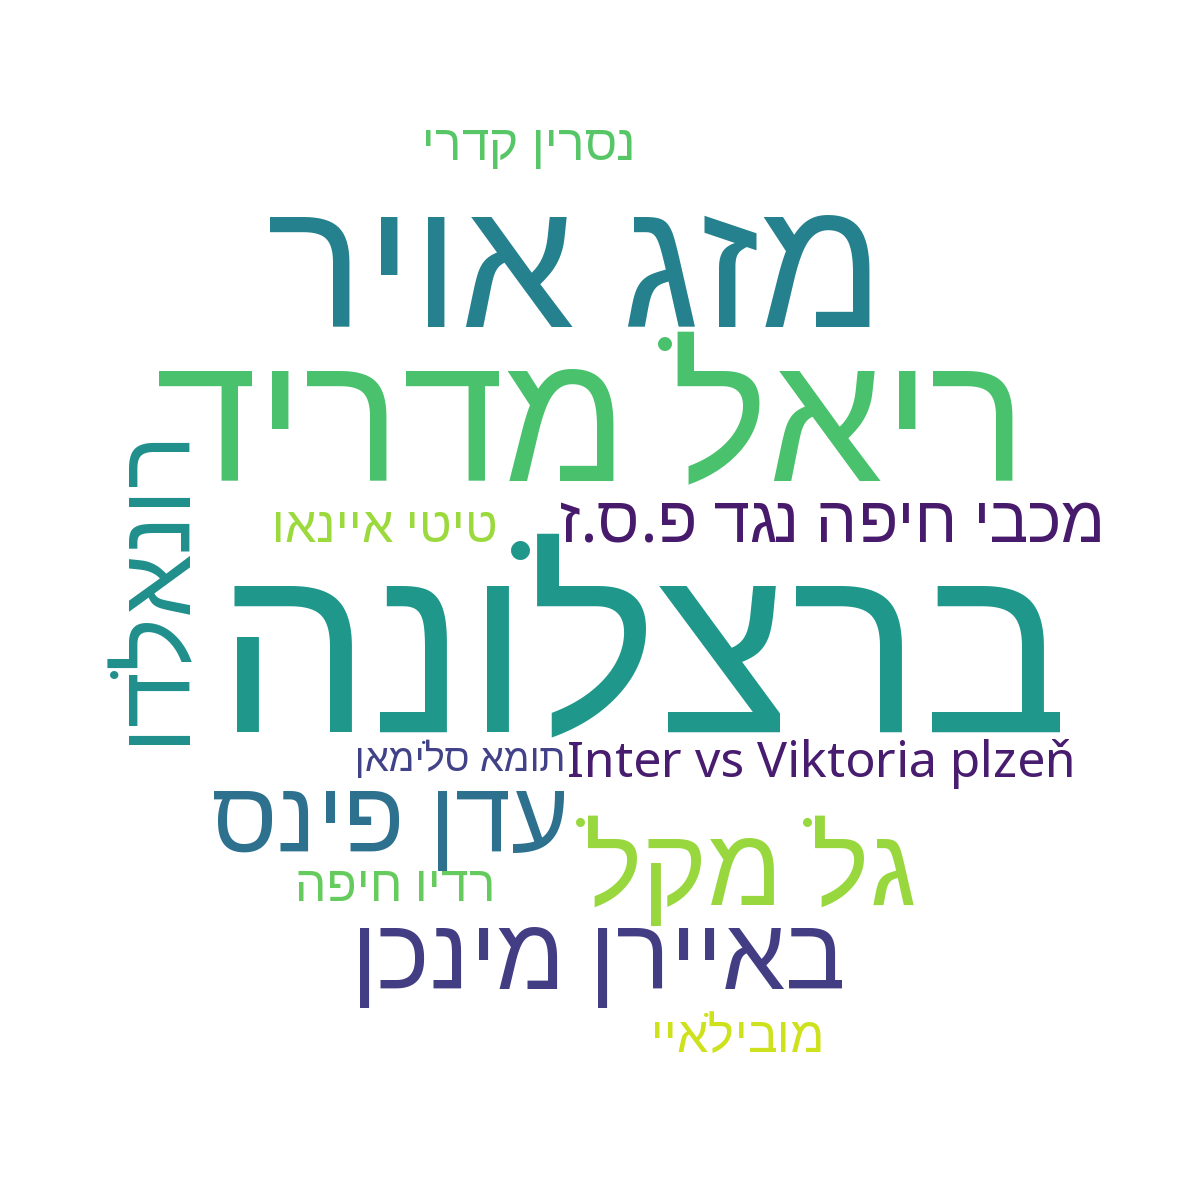 נסרין קדרי
מזג אויר
ריאל מדריד
מכבי חיפה נגד פ.ס.ז
טיטי איינאו
רונאלדו
ברצלונה
תומא סלימאן
Inter vs Viktoria plzeň
עדן פינס
גל מקל
רדיו חיפה
באיירן מינכן
מובילאיי